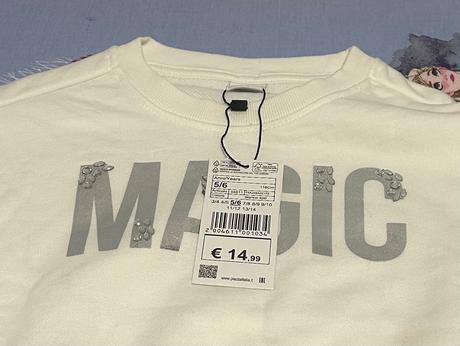 MAGIC
Anni/Years
5/6
116cm
3/4 4/5 5/6 7/8 8/9 9/10
11/12 13/14
2004611001034
€ 14,99
www.piazzaitalia.it